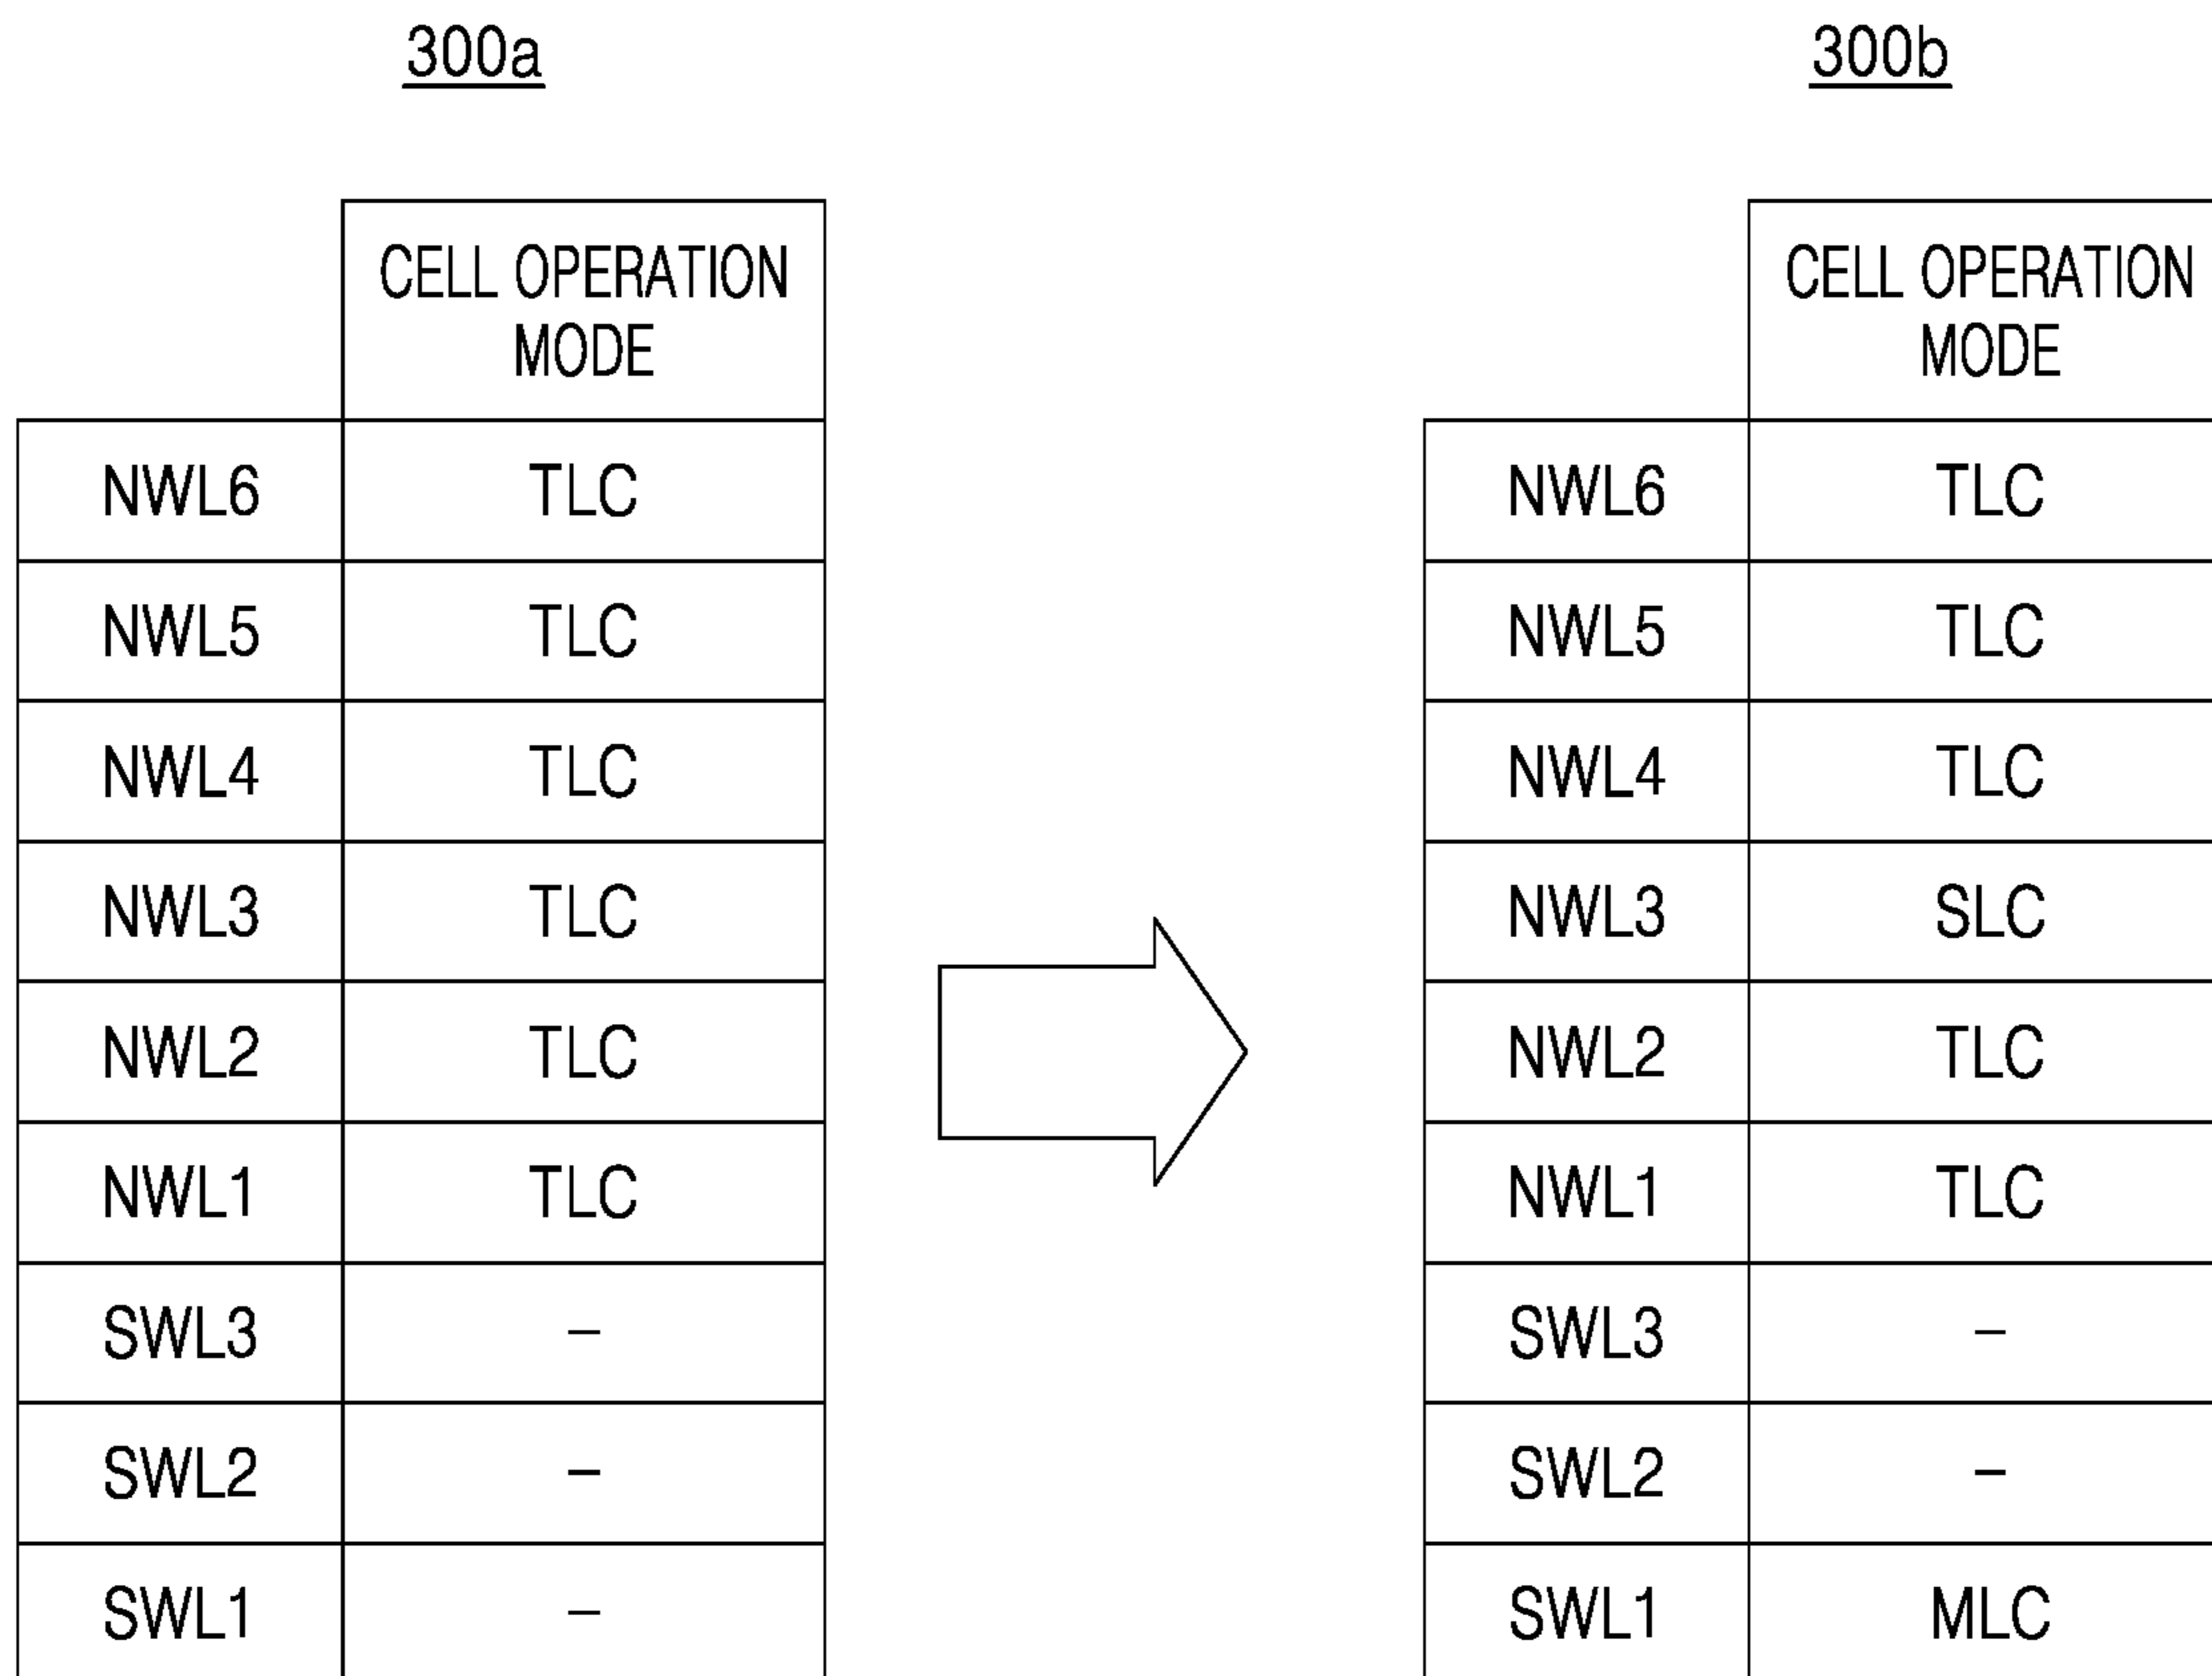 300a
300b
CELL OPERATION
MODE
NWL6 TLC
NWL5 TLC
NWL4 TLC
NWL3 TLC
NWL2 TLC
NWL1 TLC
SWL3 -
SWL2 -
SWL1 -
CELL OPERATION
MODE
NWL6 TLC
NWL5 TLC
NWL4 TLC
NWL3 SLC
NWL2 TLC
NWL1 TLC
SWL3 -
SWL2 -
SWL1 MLC